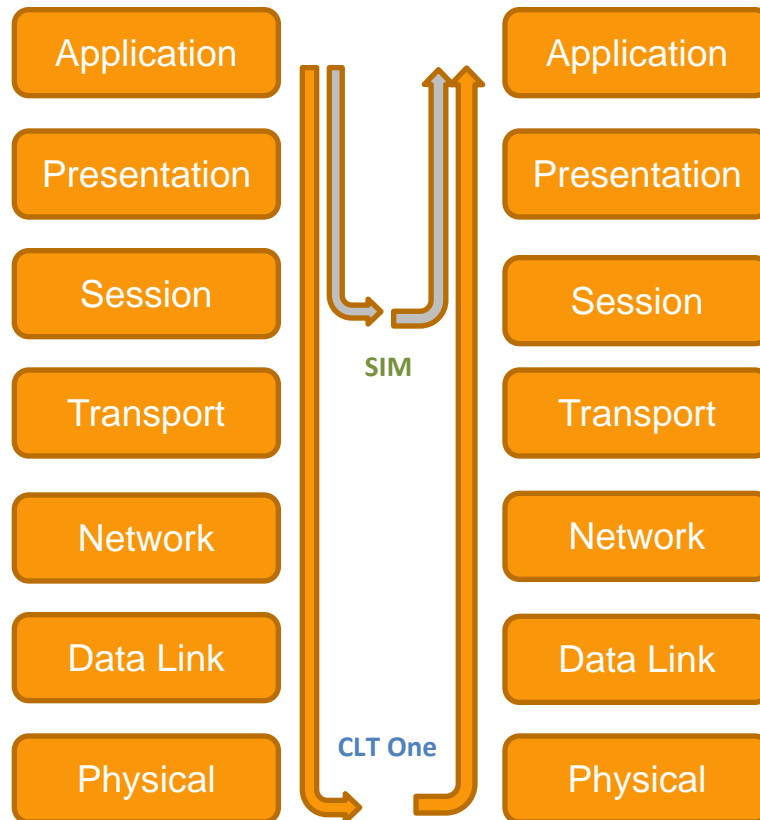 Application
Application
Presentation
Presentation
Session
Session
SIM
Transport
Transport
Network
Network
Data Link
Data Link
CLT One
Physical
Physical